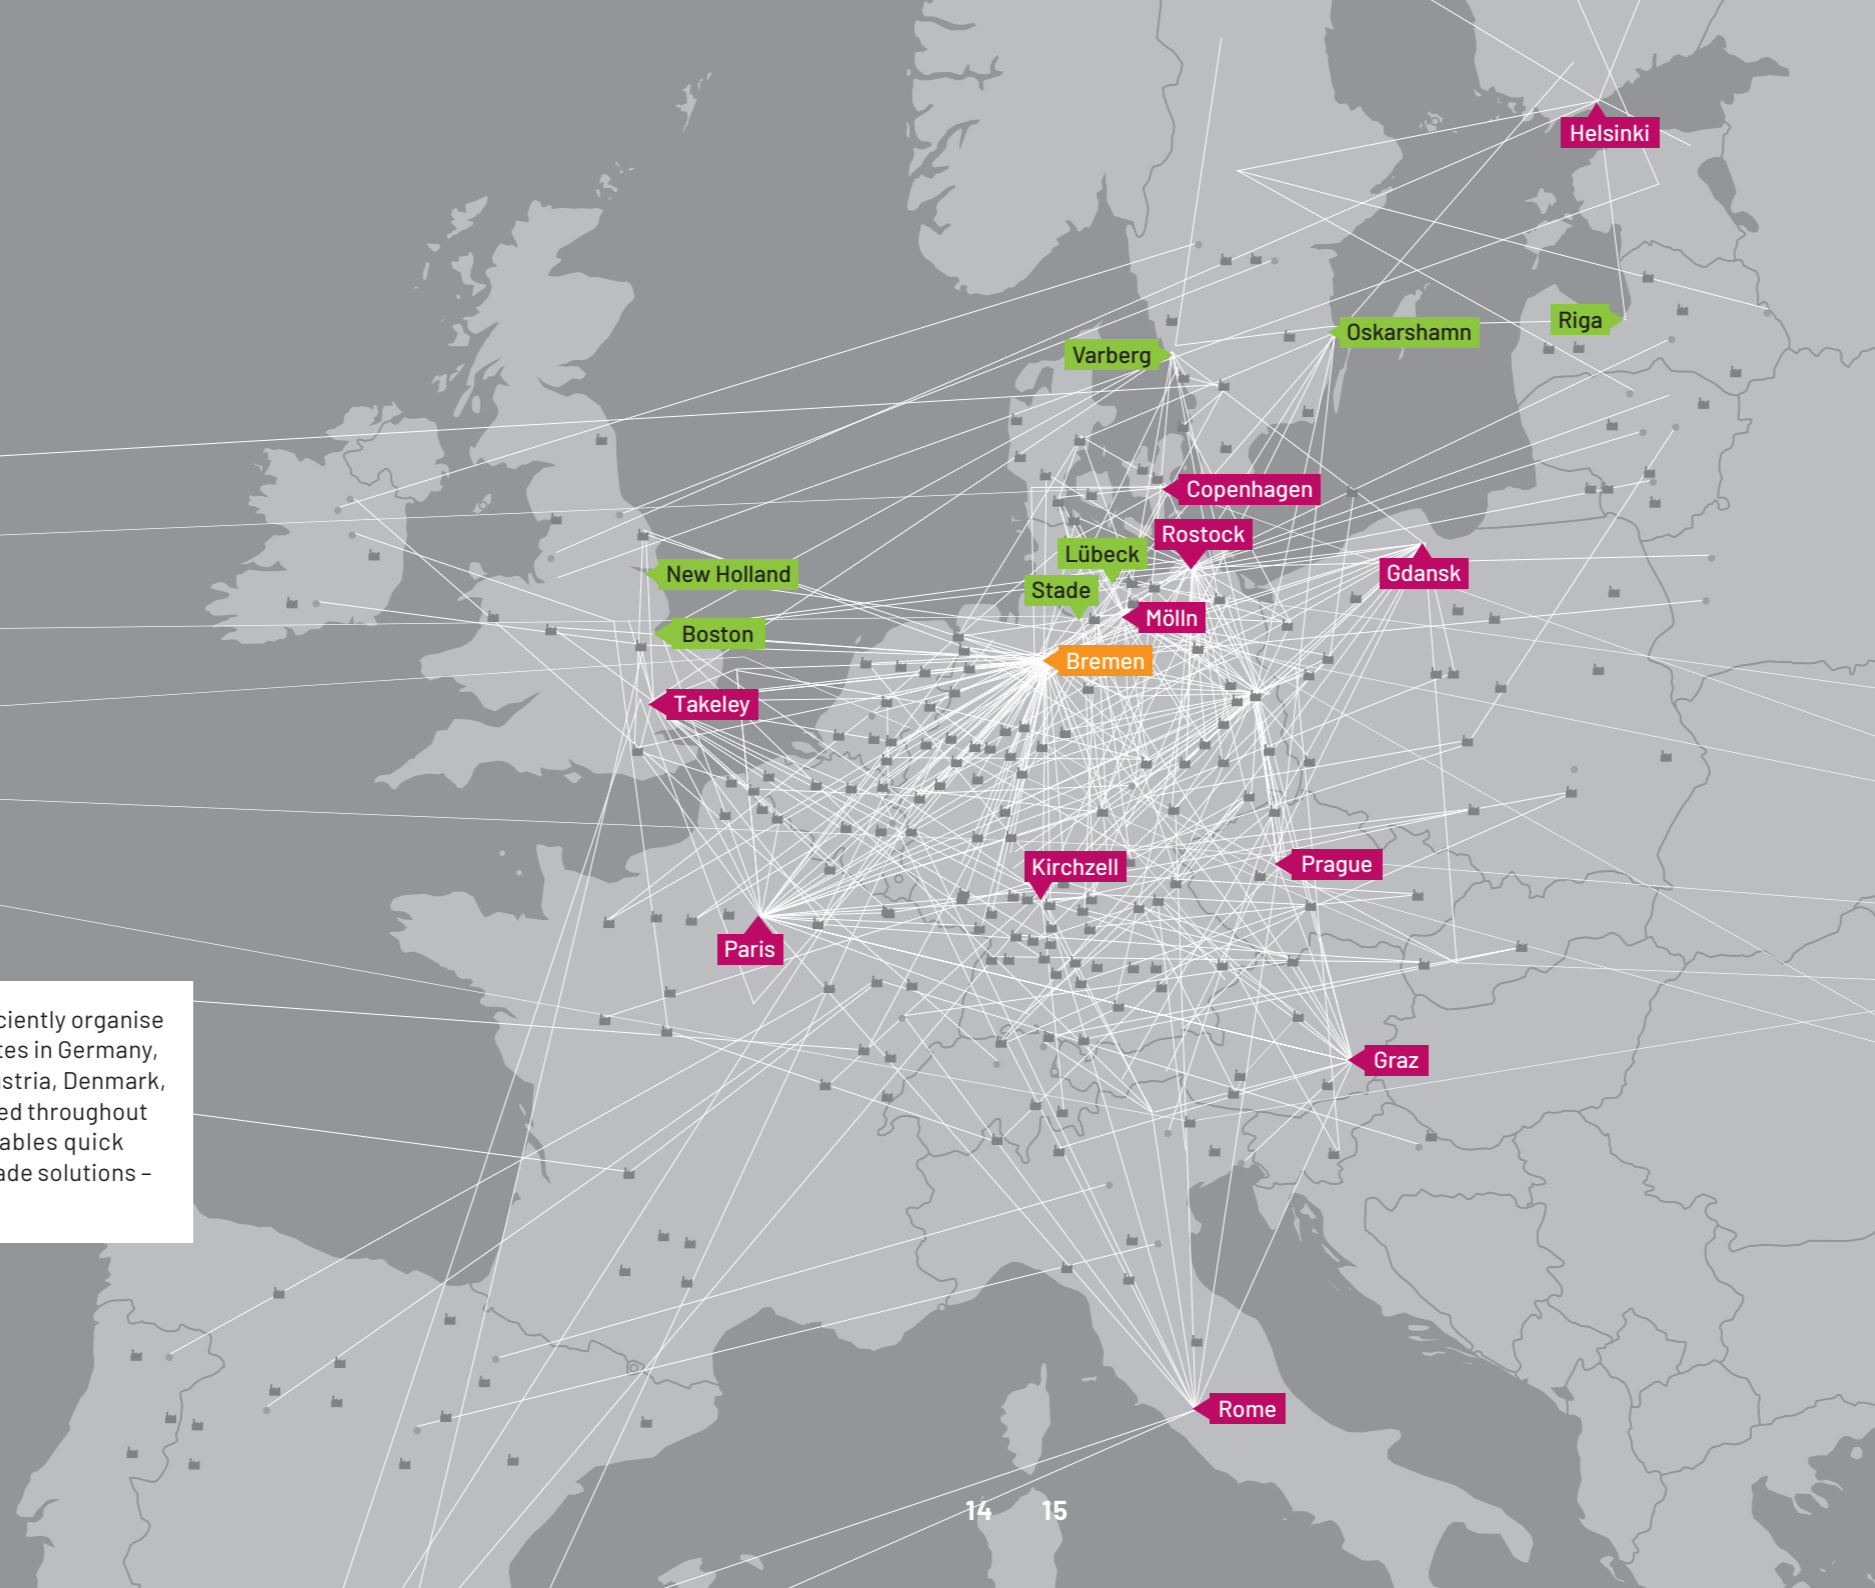 Helsinki
Riga
Oskarshamn
Varberg
Copenhagen
Rostock
Lübeck
Gdansk
New Holland
Stade
Mölln
Boston
Bremen
Takeley
Kirchzell
Prague
Paris
ciently organise
tes in Germany,
ustria, Denmark,
ed throughout
ables quick
ade solutions –
Graz
Rome
14 15